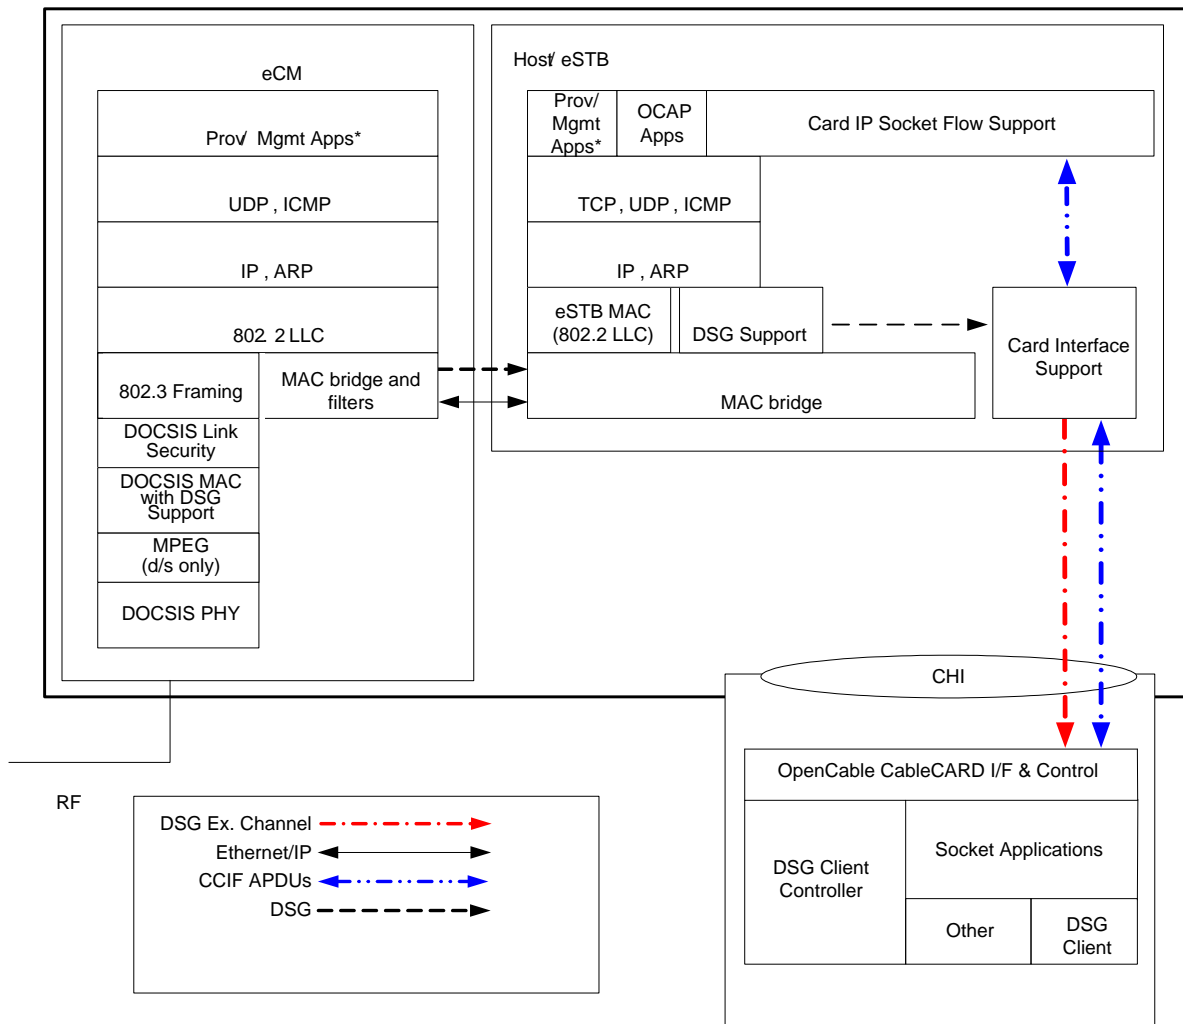 eCM
Prov/ Mgmt Apps*
UDP , ICMP
IP , ARP
802. 2 LLC
802.3 Framing
MAC bridge and
filters
DOCSIS Link
Security
DOCSIS MAC
with DSG
Support
MPEG
(d/s only)
DOCSIS PHY
Host/ eSTB
Prov/
Mgmt
Apps*
OCAP
Apps
Card IP Socket Flow Support
TCP , UDP , ICMP
IP , ARP
eSTB MAC
(802.2 LLC)
DSG Support
MAC bridge
Card Interface
Support
CHI
OpenCable CableCARD I/F & Control
DSG Client
Controller
Socket Applications
Other
DSG
Client
RF
DSG Ex. Channel
Ethernet/IP
CCIF APDUs
DSG